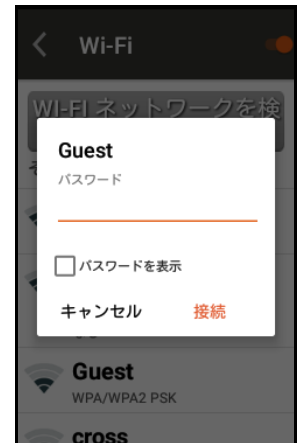 Wi-Fi
WI-FI ネットワークを検
Guest
パスワード
パスワードを表示
キャンセル
接続
Guest
WPA/WPA2 PSK
cross